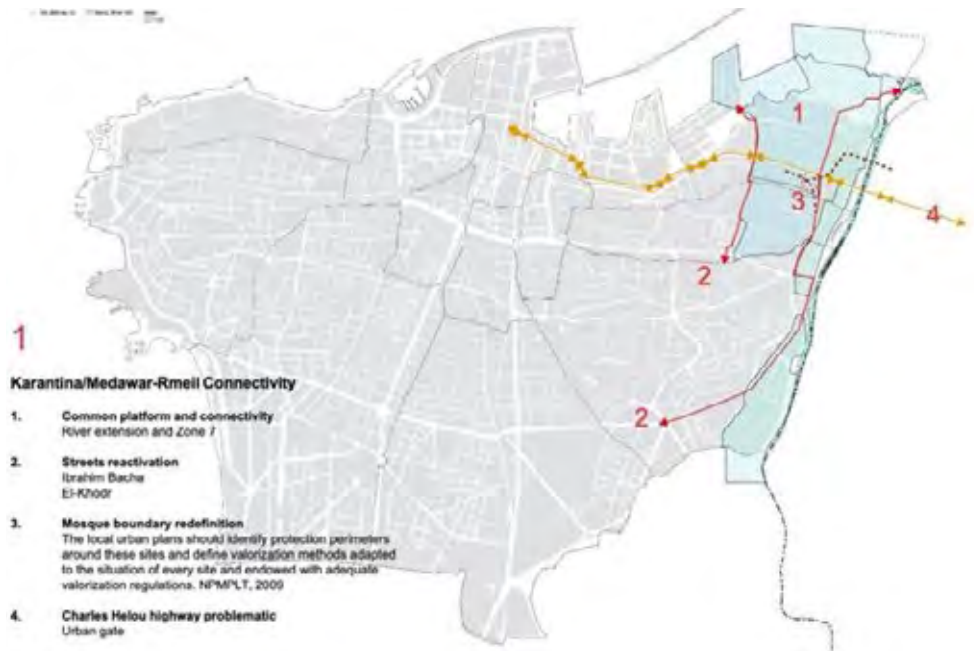 1
3
4
2
2
1
Karantina/Medawar-Rmeil Connectivity
1. Common platform and connectivity
River extension and Zone 7
2. Streets reactivation
Ibrahim Bacha
El-Khodr
3. Mosque boundary redefinition
The local urban plans should identify protection perimeters
around these sites and define valorization methods adapted
to the situation of every site and endowed with adequate
valorization regulations. NPMPLT, 2009
4. Charles Helou highway problematic
Urban gate